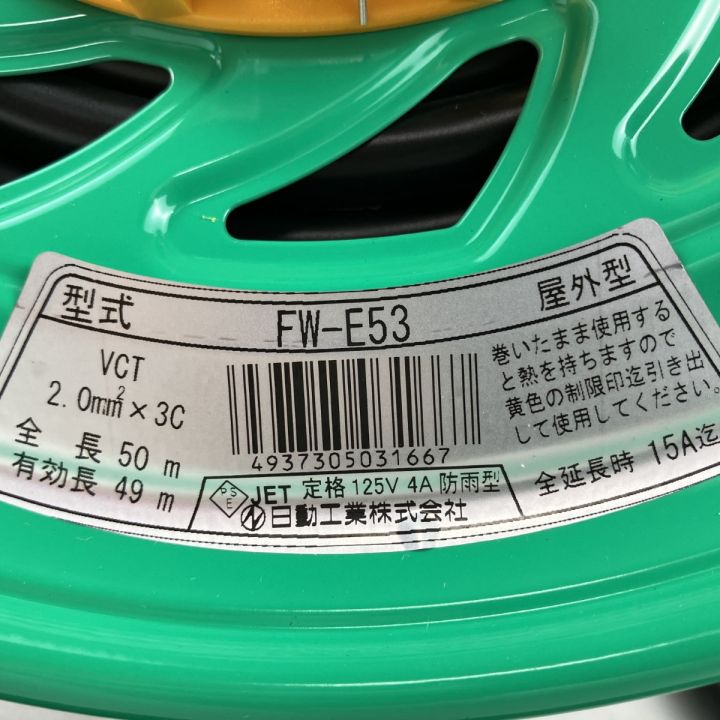 型式 FW-E53 屋外型
VCT
2.0mm² × 3C
全長 50 m
有効長 49 m
4937305031667
巻いたまま使用する
と熱を持ちますので
黄色の制限印迄引き出
して使用してください。
PSE JET 定格 125V 4A 防雨型
日動工業株式会社
全延長時 15A迄